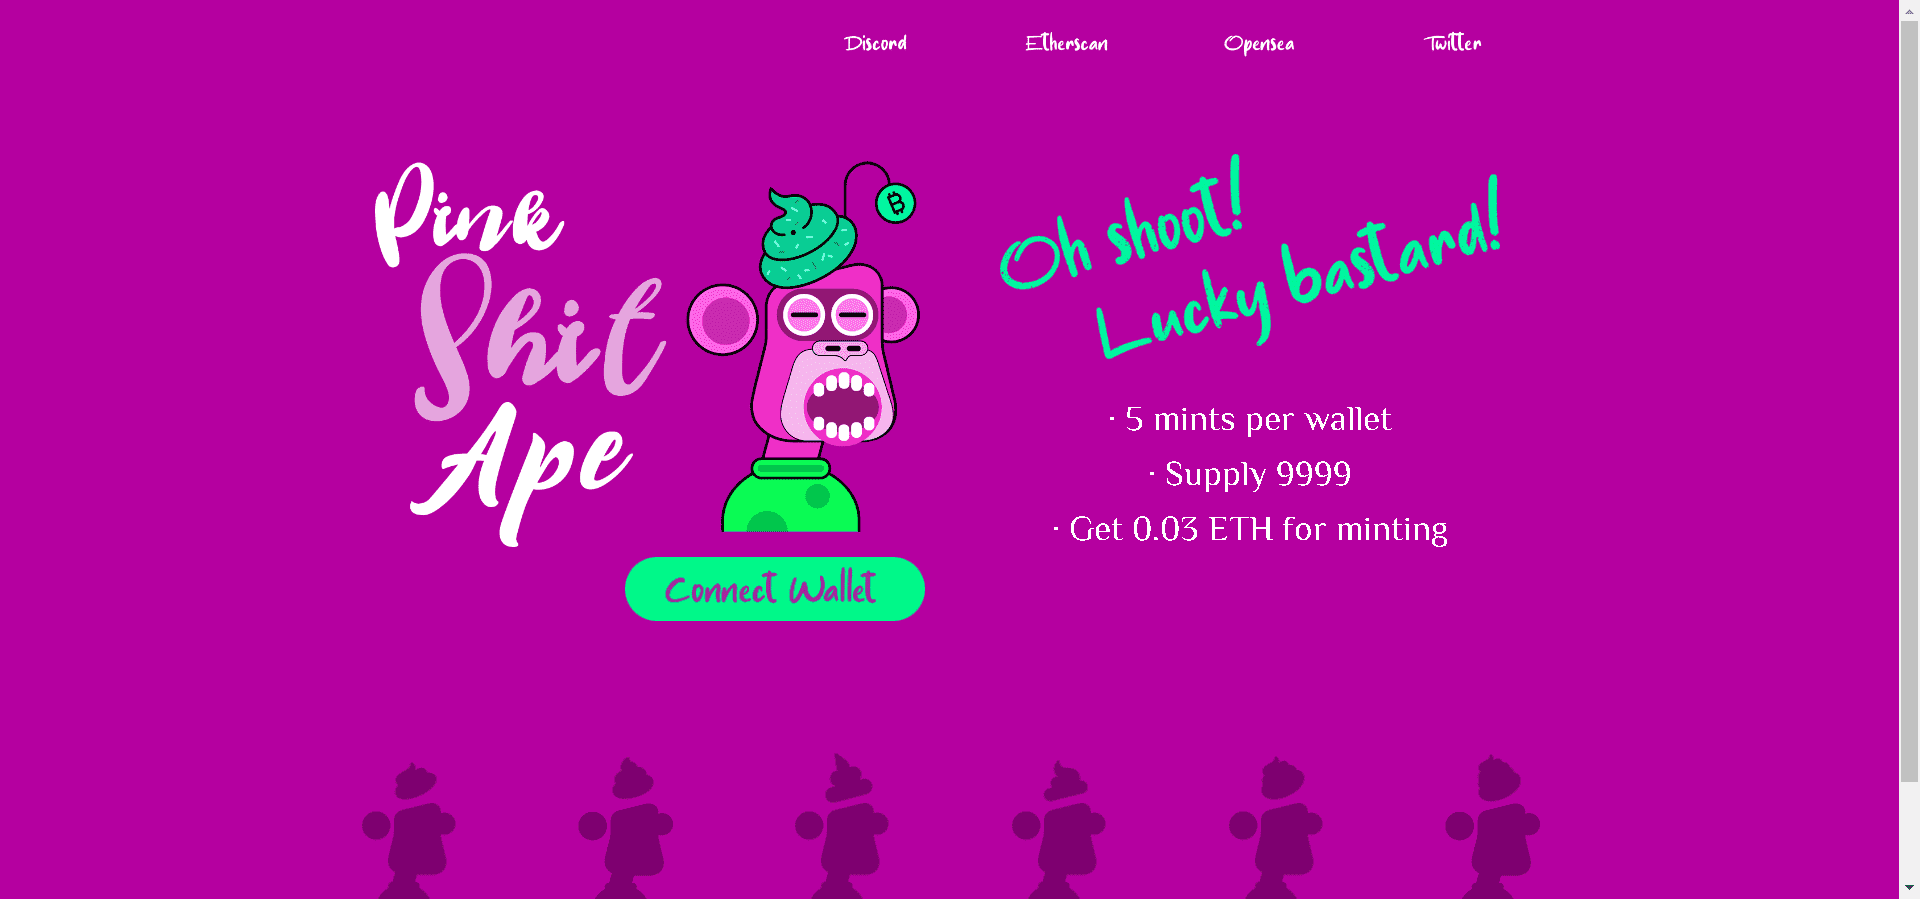 Discord Etherscan Opensea Twitter
Pink
Shit
Ape
Oh shoot!
Lucky bastard!
· 5 mints per wallet
· Supply 9999
· Get 0.03 ETH for minting
Connect Wallet